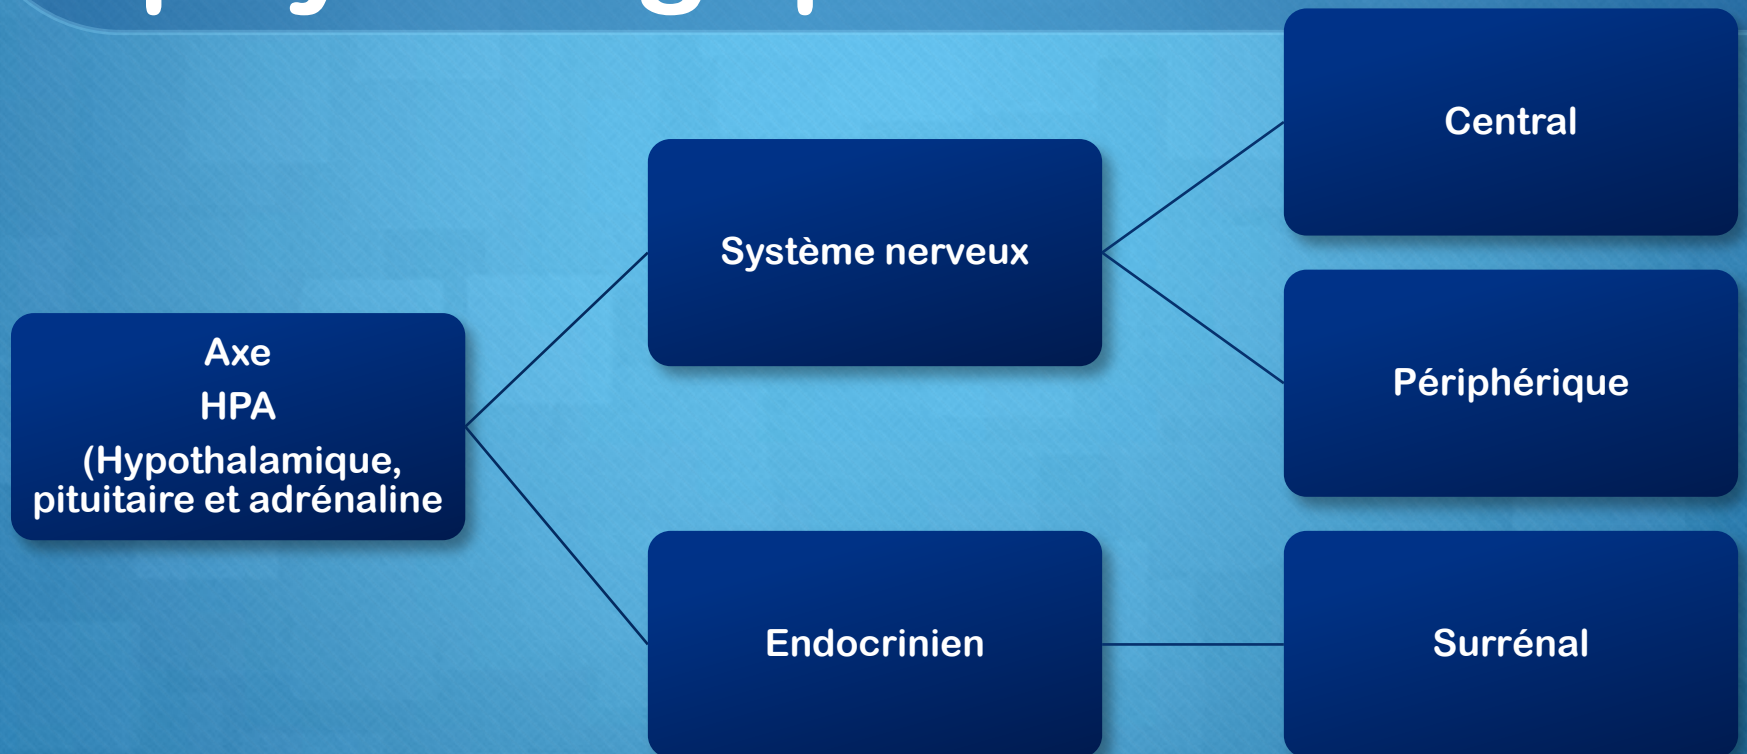 Axe
HPA
(Hypothalamique,
pituitaire et adrénaline
Système nerveux
Endocrinien
Central
Périphérique
Surrénal